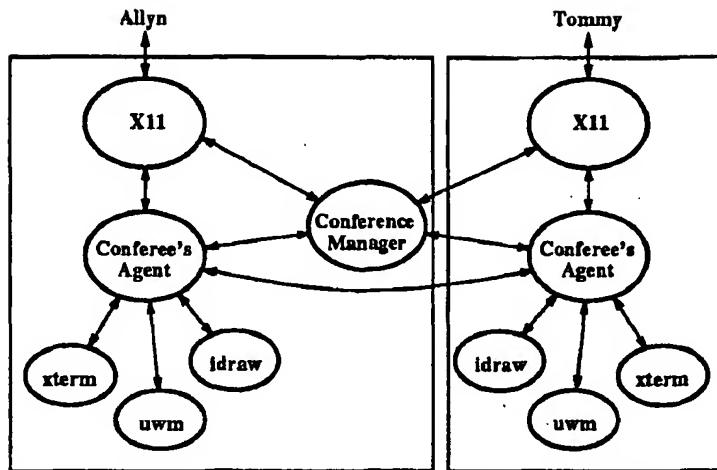 Allyn
Tommy
X11
X11
Conference
Manager
Conferee's
Agent
Conferee's
Agent
idraw
xterm
uwm
idraw
xterm
uwm